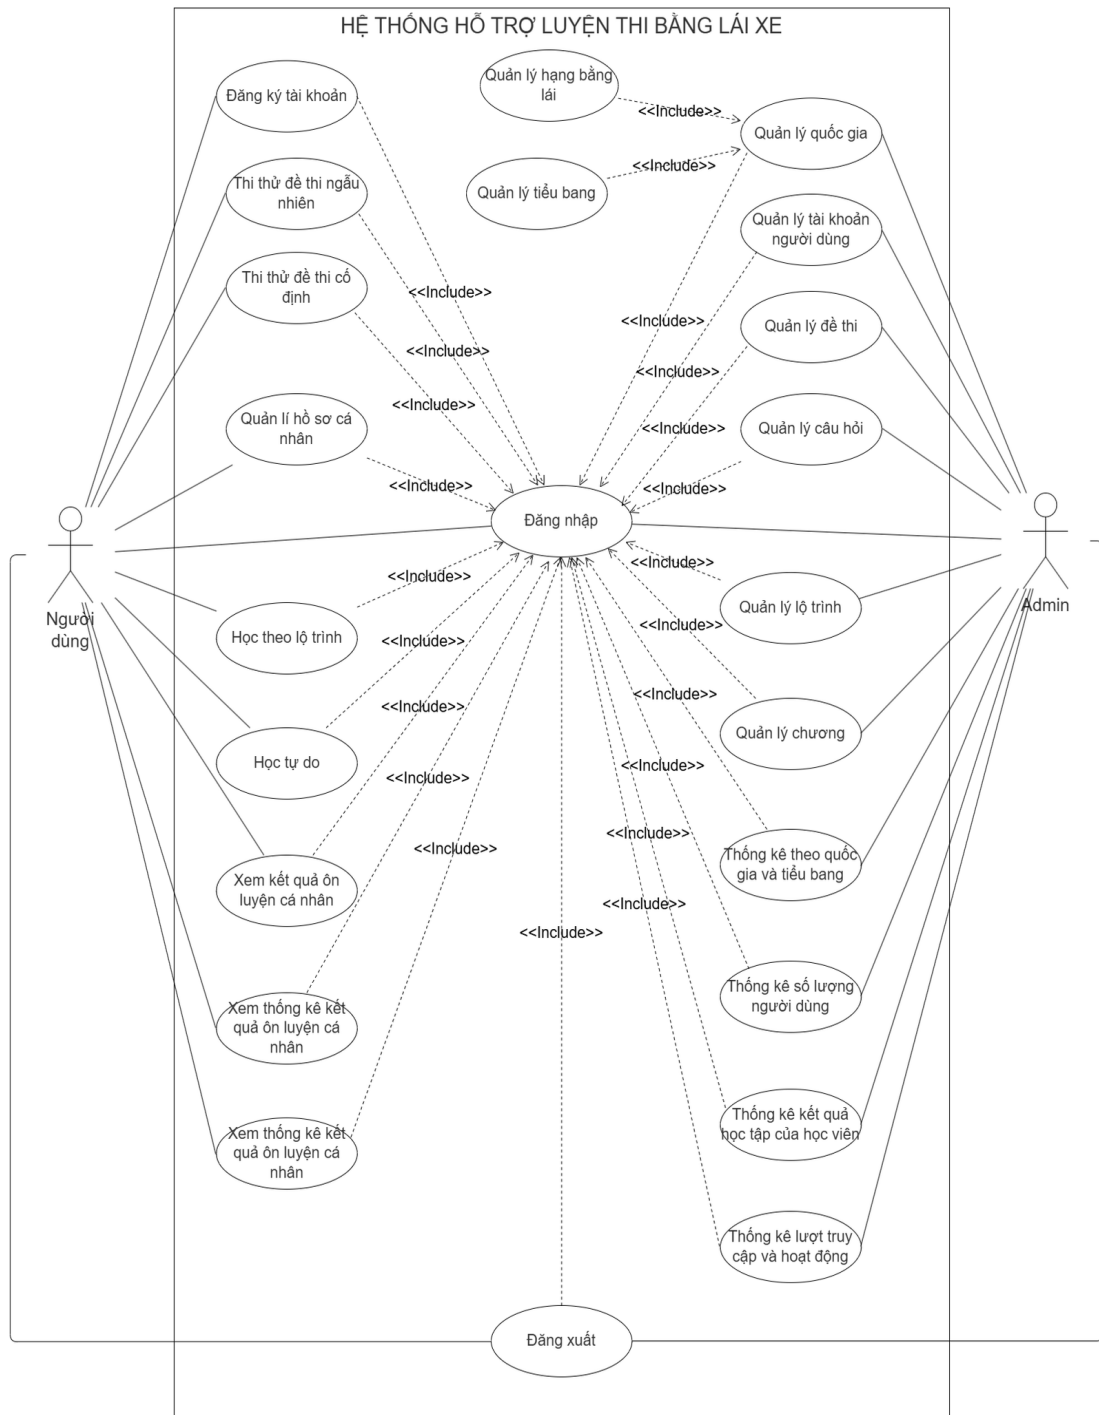 HỆ THỐNG HỖ TRỢ LUYỆN THI BẰNG LÁI XE
Đăng ký tài khoản
Quản lý hạng bằng
lái
<<Include>>
Quản lý quốc gia
Thi thử đề thi ngẫu
nhiên
Quản lý tiểu bang
<<Include>>
Quản lý tài khoản
người dùng
Thi thử đề thi cố
định
<<Include>>
<<Include>>
Quản lý đề thi
<<Include>>
<<Include>>
<<Include>>
<<Include>>
Quản lí hồ sơ cá
nhân
Quản lý câu hỏi
<<Include>>
<<Include>>
Đăng nhập
Người
dùng
Admin
<<Include>>
<<Include>>
Học theo lộ trình
Quản lý lộ trình
<<Include>>
<<Include>>
Học tự do
<<Include>>
<<Include>>
Quản lý chương
<<Include>>
<<Include>>
<<Include>>
<<Include>>
Xem kết quả ôn
luyện cá nhân
Thống kê theo quốc
gia và tiểu bang
<<Include>>
<<Include>>
Xem thống kê kết
quả ôn luyện cá
nhân
Thống kê số lượng
người dùng
Xem thống kê kết
quả ôn luyện cá
nhân
Thống kê kết quả
học tập của học viên
Thống kê lượt truy
cập và hoạt động
Đăng xuất